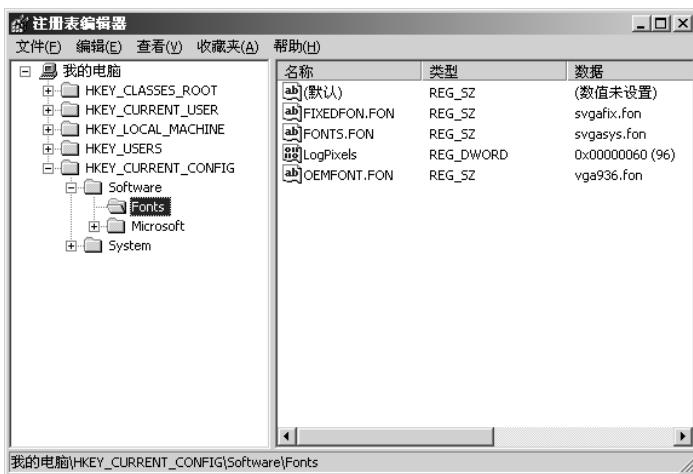 注册表编辑器
文件(F) 编辑(E) 查看(V) 收藏夹(A) 帮助(H)
我的电脑
HKEY_CLASSES_ROOT
HKEY_CURRENT_USER
HKEY_LOCAL_MACHINE
HKEY_USERS
HKEY_CURRENT_CONFIG
Software
Fonts
Microsoft
System
名称 类型 数据
(默认) REG_SZ (数值未设置)
FIXEDFON.FON REG_SZ svgafix.fon
FONTS.FON REG_SZ svgasys.fon
LogPixels REG_DWORD 0x00000060 (96)
OEMFONT.FON REG_SZ vga936.fon
我的电脑\HKEY_CURRENT_CONFIG\Software\Fonts